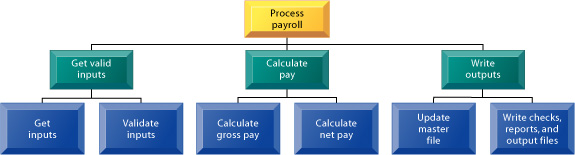 Process
payroll
Get valid
inputs
Calculate
pay
Write
outputs
Get
inputs
Validate
inputs
Calculate
gross pay
Calculate
net pay
Update
master
file
Write checks,
reports, and
output files